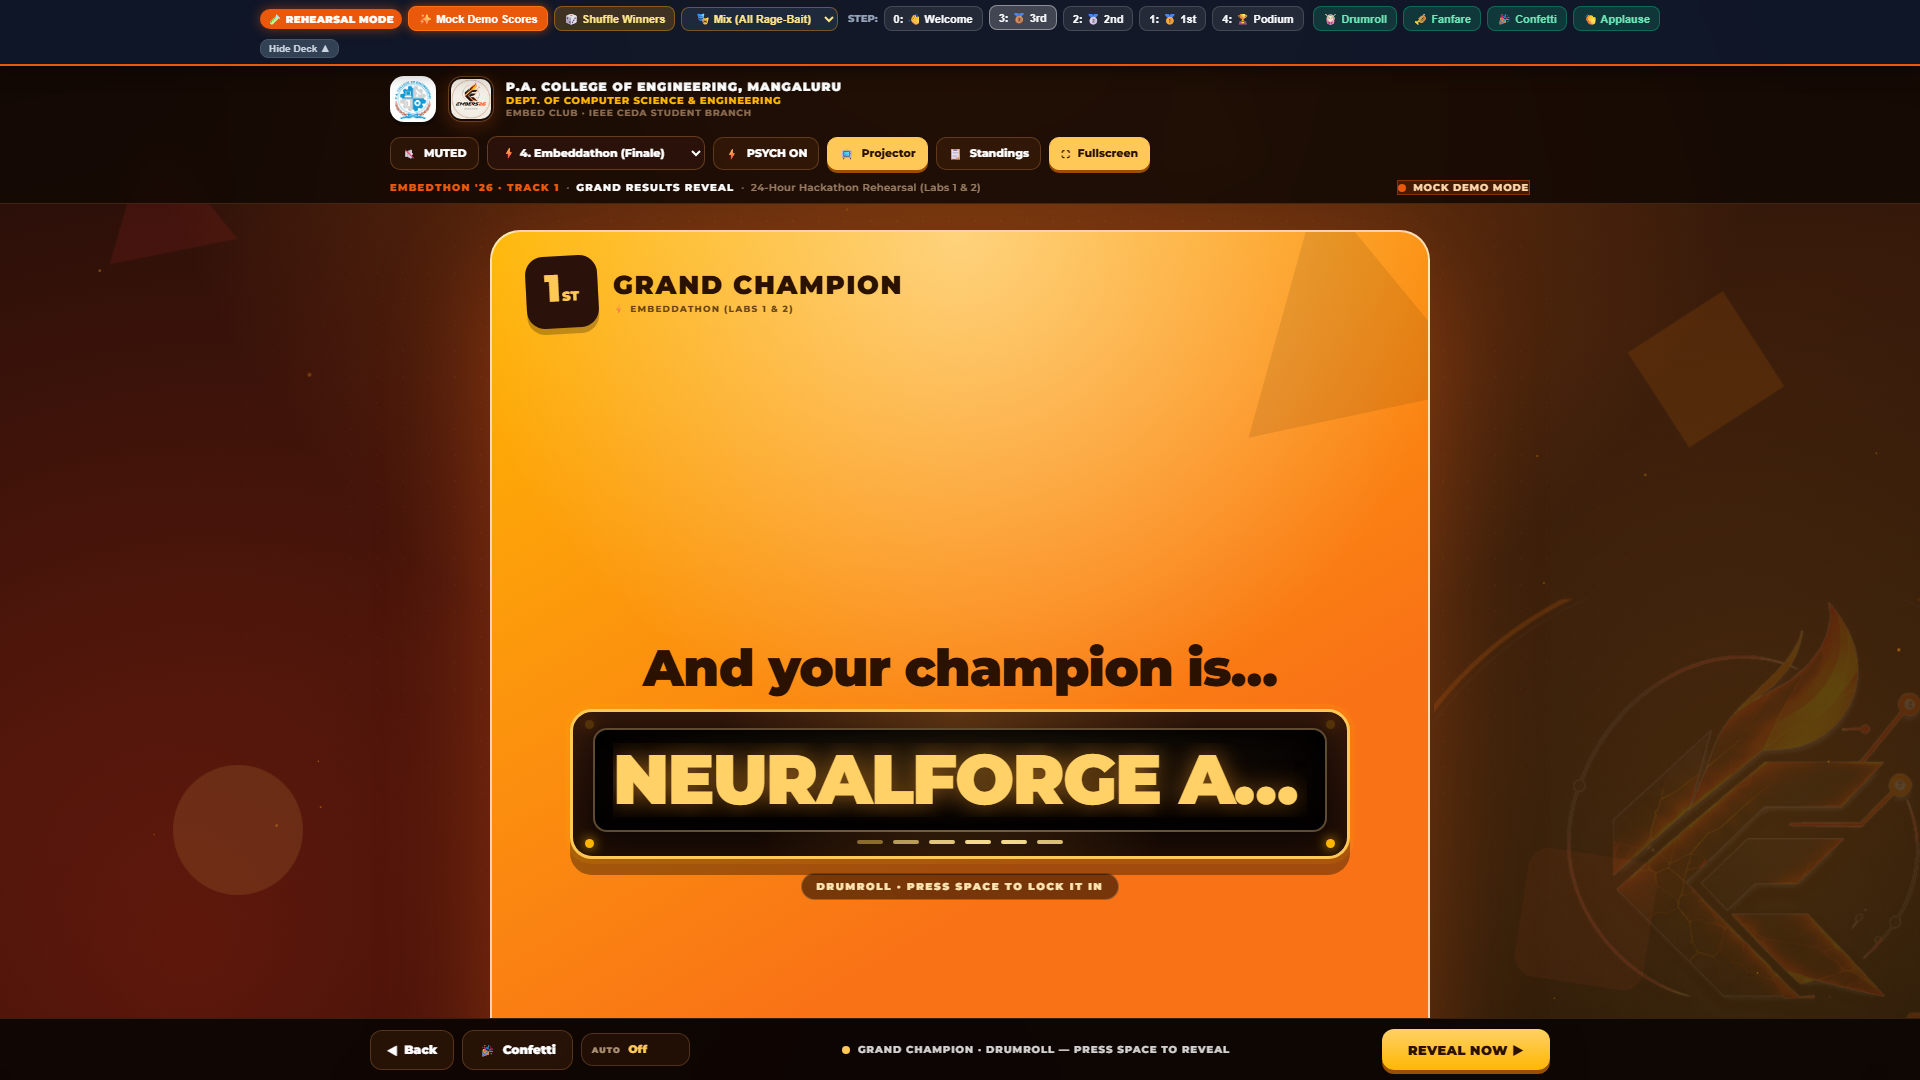 REHEARSAL MODE
Mock Demo Scores
Shuffle Winners
Mix (All Rage-Bait)
STEP:
0: Welcome
3: 3rd
2: 2nd
1: 1st
4: Podium
Drumroll
Fanfare
Confetti
Applause
Hide Deck ▲
P.A. COLLEGE OF ENGINEERING, MANGALURU
DEPT. OF COMPUTER SCIENCE & ENGINEERING
EMBED CLUB • IEEE CEDA STUDENT BRANCH
MUTED
4. Embeddathon (Finale)
PSYCH ON
Projector
Standings
Fullscreen
EMBEDTHON '26 • TRACK 1 • GRAND RESULTS REVEAL • 24-Hour Hackathon Rehearsal (Labs 1 & 2)
MOCK DEMO MODE
1ST
GRAND CHAMPION
EMBEDDATHON (LABS 1 & 2)
And your champion is...
NEURALFORGE A...
DRUMROLL • PRESS SPACE TO LOCK IT IN
◀ Back
Confetti
AUTO Off
GRAND CHAMPION • DRUMROLL — PRESS SPACE TO REVEAL
REVEAL NOW ▶